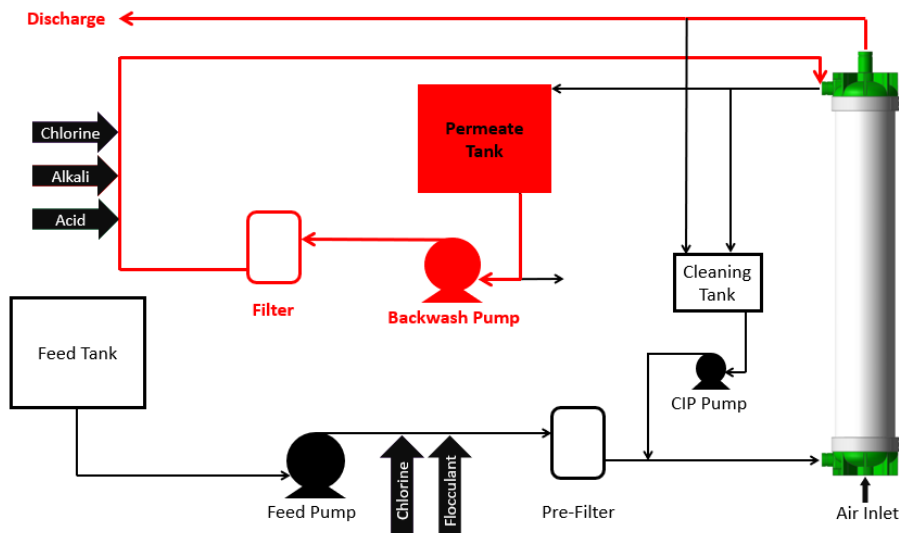 Discharge
Chlorine
Alkali
Acid
Permeate
Tank
Filter
Backwash Pump
Cleaning
Tank
Feed Tank
CIP Pump
Feed Pump
Chlorine
Flocculant
Pre-Filter
Air Inlet